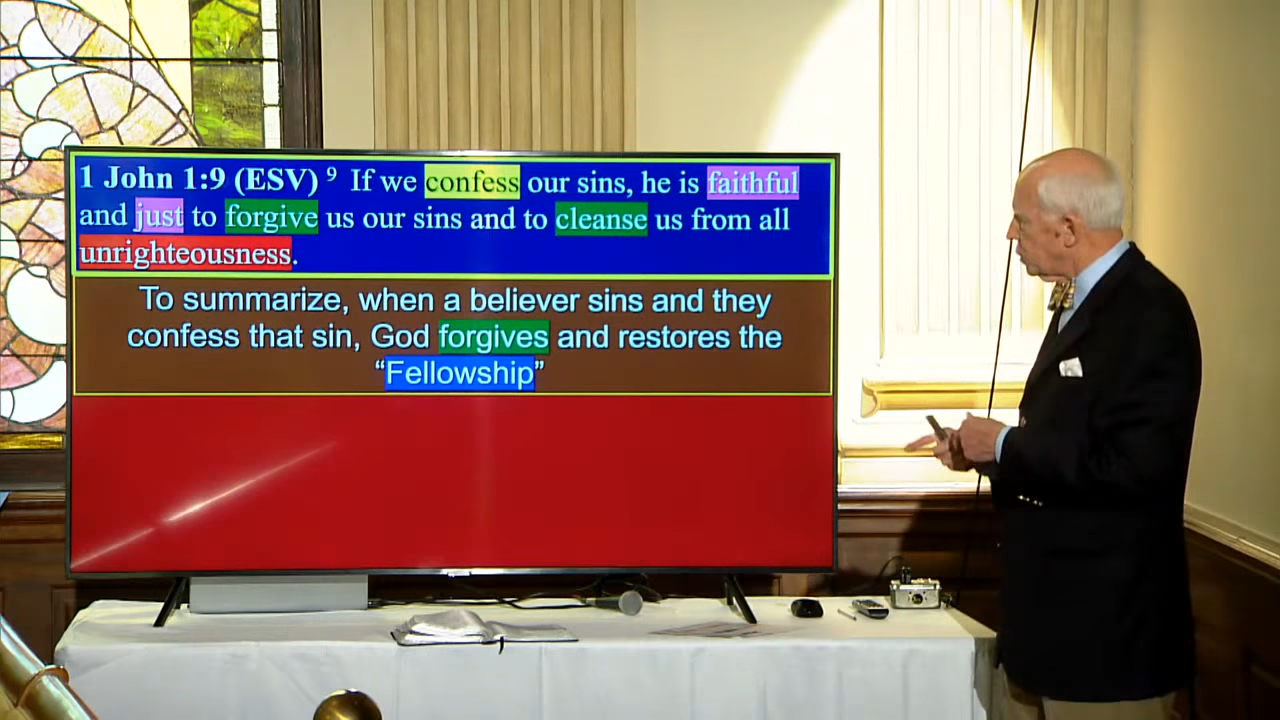 1 John 1:9 (ESV) 9 If we confess our sins, he is faithful
and just to forgive us our sins and to cleanse us from all
unrighteousness.
To summarize, when a believer sins and they
confess that sin, God forgives and restores the
“Fellowship”